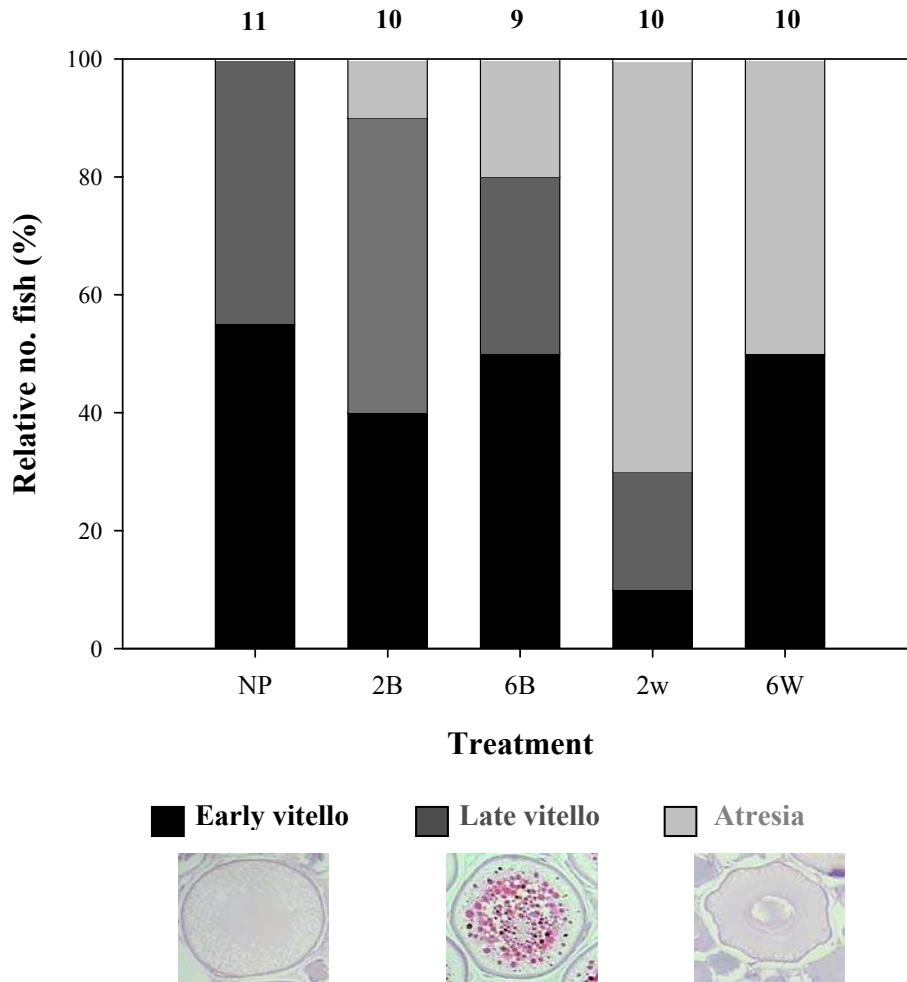 11 10 9 10 10
100
80
60
40
20
0
Relative no. fish (%)
NP 2B 6B 2w 6W
Treatment
Early vitello Late vitello Atresia